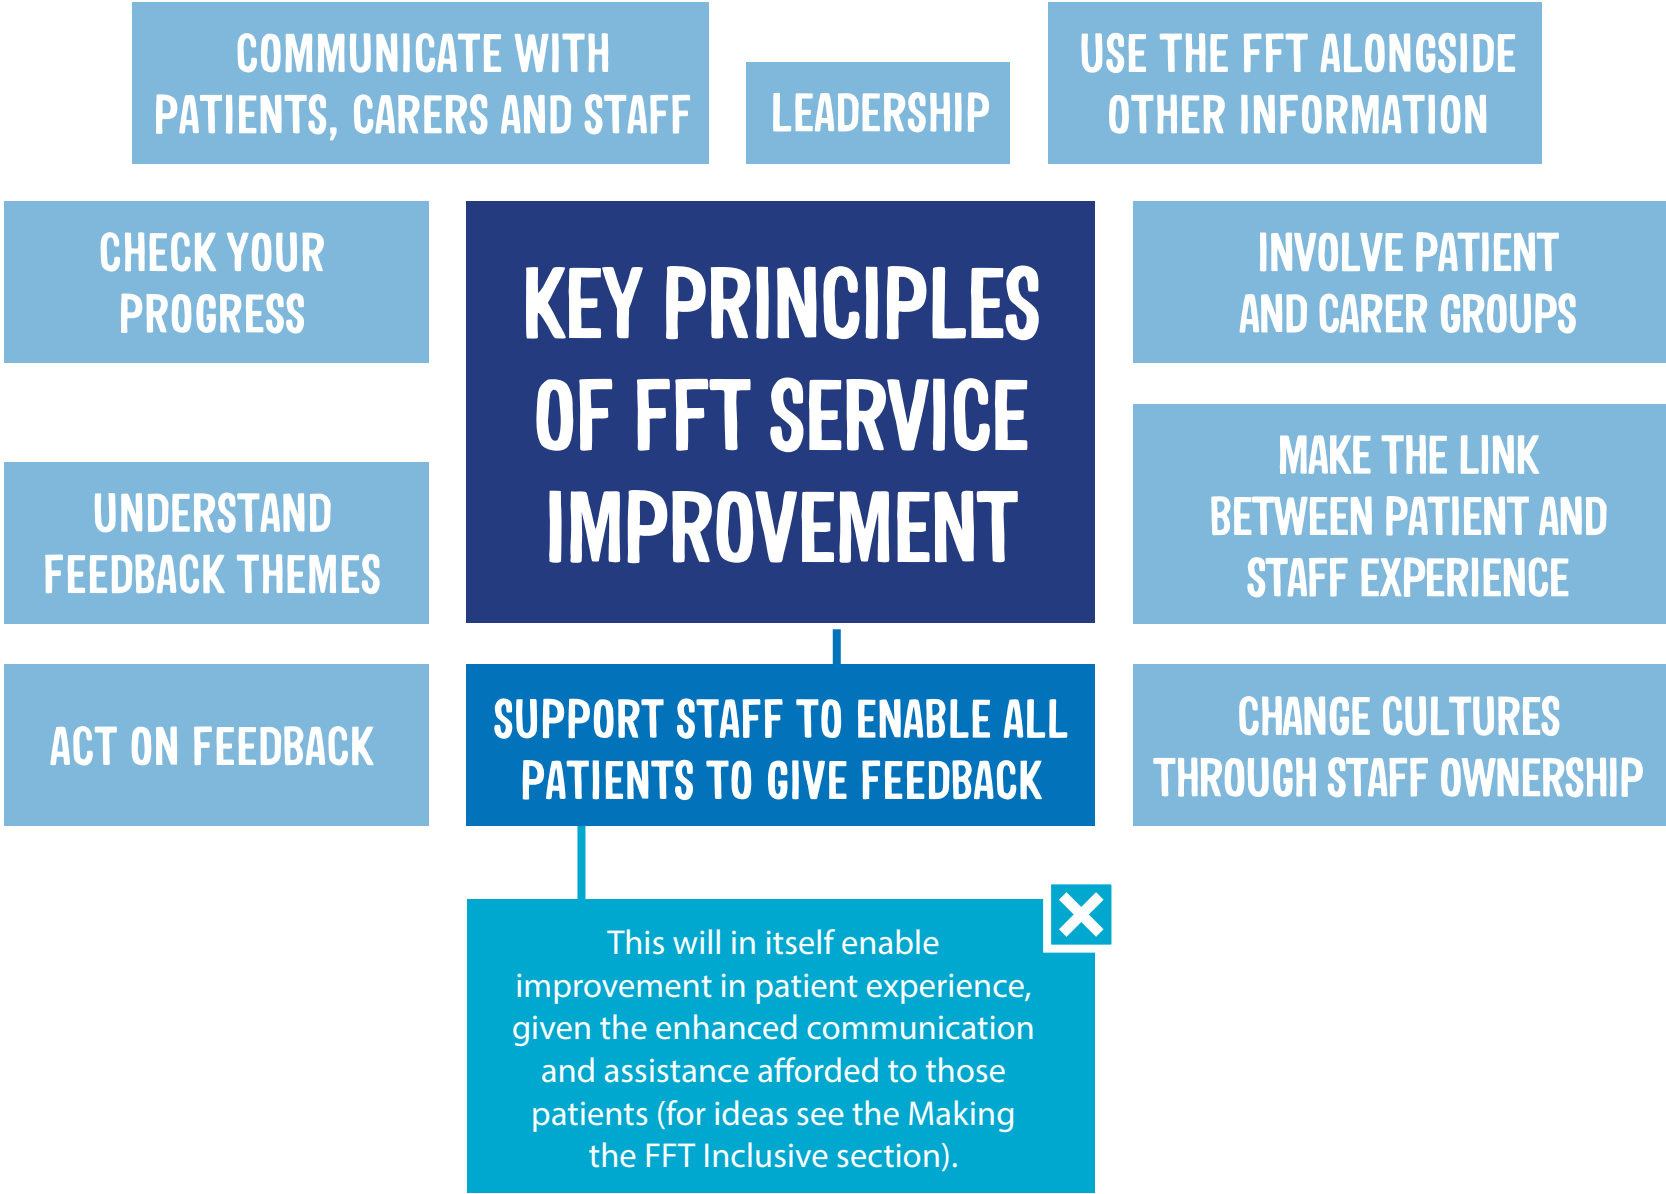 COMMUNICATE WITH
PATIENTS, CARERS AND STAFF
LEADERSHIP
USE THE FFT ALONGSIDE
OTHER INFORMATION
CHECK YOUR
PROGRESS
KEY PRINCIPLES
OF FFT SERVICE
IMPROVEMENT
INVOLVE PATIENT
AND CARER GROUPS
UNDERSTAND
FEEDBACK THEMES
MAKE THE LINK
BETWEEN PATIENT AND
STAFF EXPERIENCE
ACT ON FEEDBACK
SUPPORT STAFF TO ENABLE ALL
PATIENTS TO GIVE FEEDBACK
CHANGE CULTURES
THROUGH STAFF OWNERSHIP
This will in itself enable
improvement in patient experience,
given the enhanced communication
and assistance afforded to those
patients (for ideas see the Making
the FFT Inclusive section).